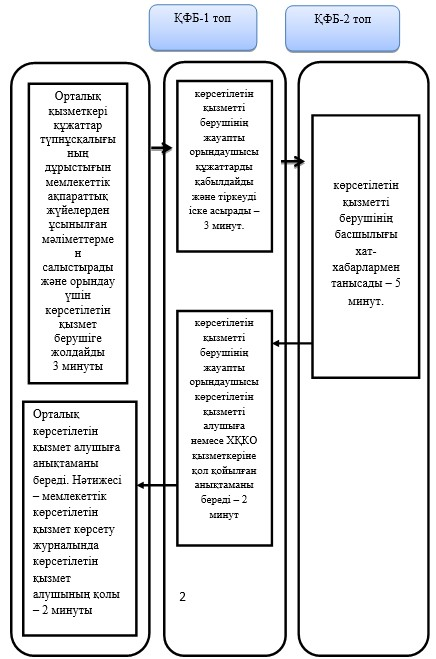 ҚФБ-1 топ
ҚФБ-2 топ
Орталық
қызметкері
құжаттар
түпнұсқалығы
ның
дұрыстығын
мемлекеттік
ақпараттық
жүйелерден
ұсынылған
мәліметтерме
н
салыстырады
және орындау
үшін
көрсетілетін
қызмет
берушіге
жолдайды
3 минуты
көрсетілетін
қызметті
берушінің
жауапты
орындаушысы
құжаттарды
қабылдайды
және тіркеуді
іске асырады –
3 минут.
көрсетілетін
қызметті
берушінің
басшылығы
хат-
хабарлармен
танысады – 5
минут.
көрсетілетін
қызметті
берушінің
жауапты
орындаушысы
көрсетілетін
қызметті
алушыға
немесе ХҚКО
қызметкеріне
қол қойылған
анықтаманы
береді – 2
минут
Орталық
көрсетілетін
қызмет алушыға
анықтаманы
береді. Нәтижесі
– мемлекеттік
көрсетілетін
қызмет көрсету
журналында
көрсетілетін
қызмет
алушының қолы
– 2 минуты
2